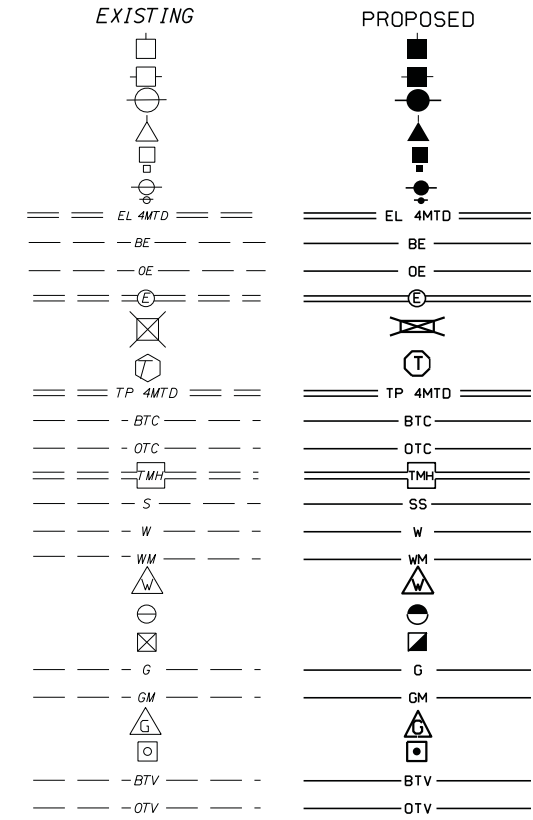 EXISTING PROPOSED
EL 4MTD EL 4MTD
BE BE
OE OE
E E
T T
TP 4MTD TP 4MTD
BTC BTC
OTC OTC
TMH TMH
S SS
W W
WM WM
W W
G G
GM GM
G G
BTV BTV
OTV OTV